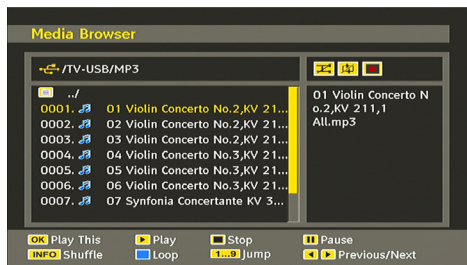 Media Browser
/TV-USB/MP3
../
0001. 01 Violin Concerto No.2,KV 21...
0002. 02 Violin Concerto No.2,KV 21...
0003. 03 Violin Concerto No.2,KV 21...
0004. 04 Violin Concerto No.3,KV 21...
0005. 05 Violin Concerto No.3,KV 21...
0006. 06 Violin Concerto No.3,KV 21...
0007. 07 Synfonia Concertante KV 3...
01 Violin Concerto N
o.2,KV 211,1
All.mp3
OK Play This Play Stop Pause
INFO Shuffle Loop 1...9 Jump Previous/Next